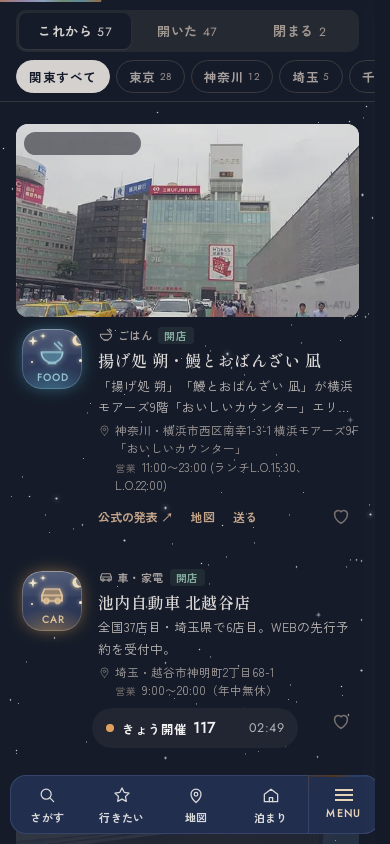 これから 57
開いた 47
閉まる 2
関東すべて
東京 28
神奈川 12
埼玉 5
千
MORE'S
ごはん 開店
FOOD
揚げ処 朔・鰻とおばんざい 凪
「揚げ処 朔」「鰻とおばんざい 凪」が横浜
モアーズ9階「おいしいカウンター」エリ...
神奈川・横浜市西区南幸1-3-1 横浜モアーズ9F
「おいしいカウンター」
営業 11:00〜23:00 (ランチL.O.15:30、
L.O.22:00)
公式の発表 ↗ 地図 送る
車・家電 開店
CAR
池内自動車 北越谷店
全国37店目・埼玉県で6店目。WEBの先行予
約を受付中。
埼玉・越谷市神明町2丁目68-1
営業 9:00〜20:00（年中無休）
きょう開催 117 02:49
さがす
行きたい
地図
泊まり
MENU